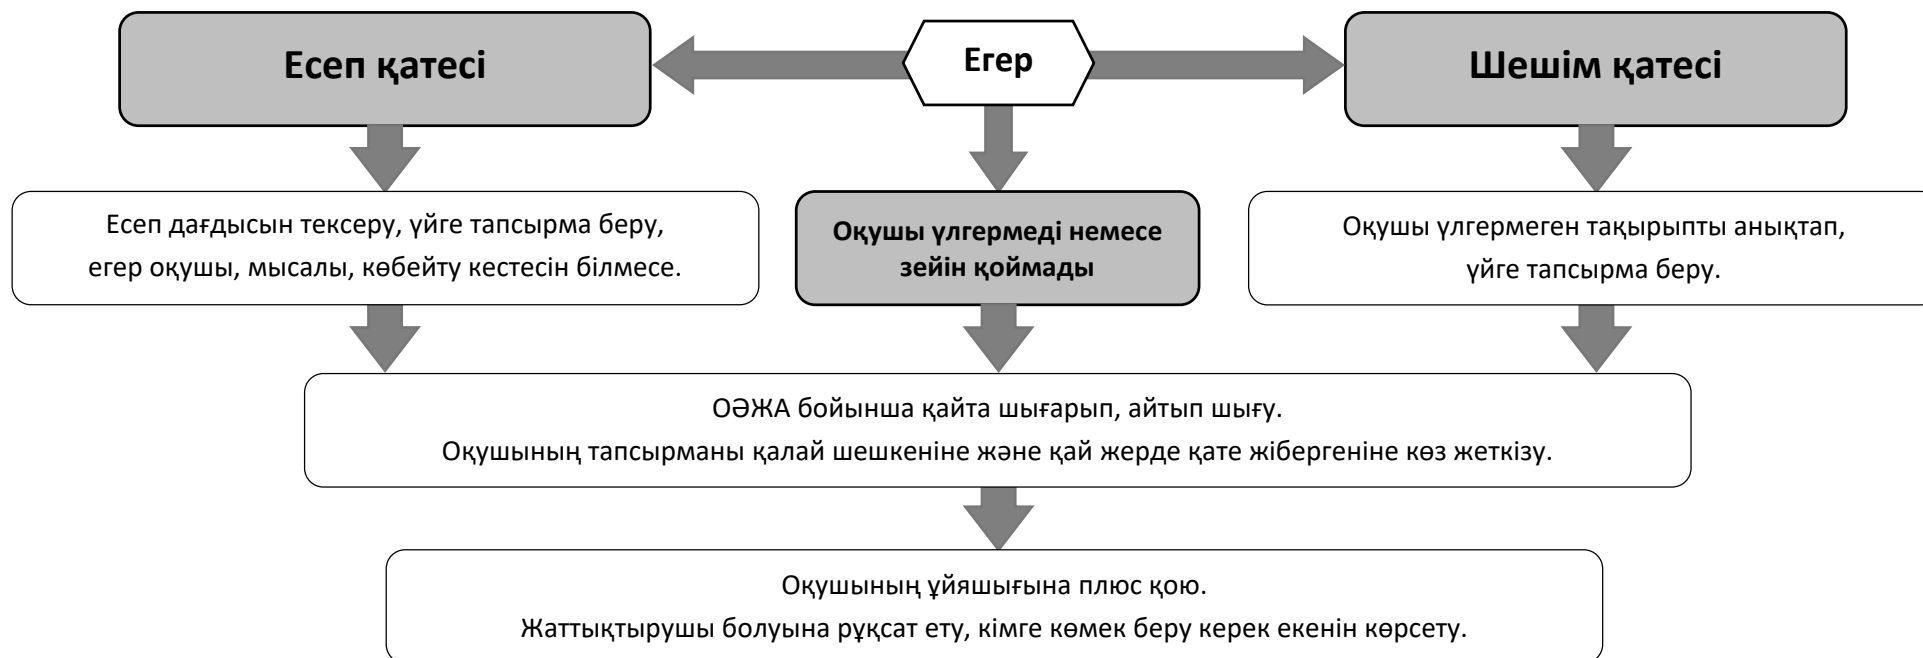 Есеп қатесі
Егер
Шешім қатесі
Есеп дағдысын тексеру, үйге тапсырма беру,
егер оқушы, мысалы, көбейту кестесін білмесе.
Оқушы үлгермеді немесе
зейін қоймады
Оқушы үлгермеген тақырыпты анықтап,
үйге тапсырма беру.
ОӘЖА бойынша қайта шығарып, айтып шығу.
Оқушының тапсырманы қалай шешкеніне және қай жерде қате жібергеніне көз жеткізу.
Оқушының ұйяшығына плюс қою.
Жаттықтырушы болуына рұқсат ету, кімге көмек беру керек екенін көрсету.